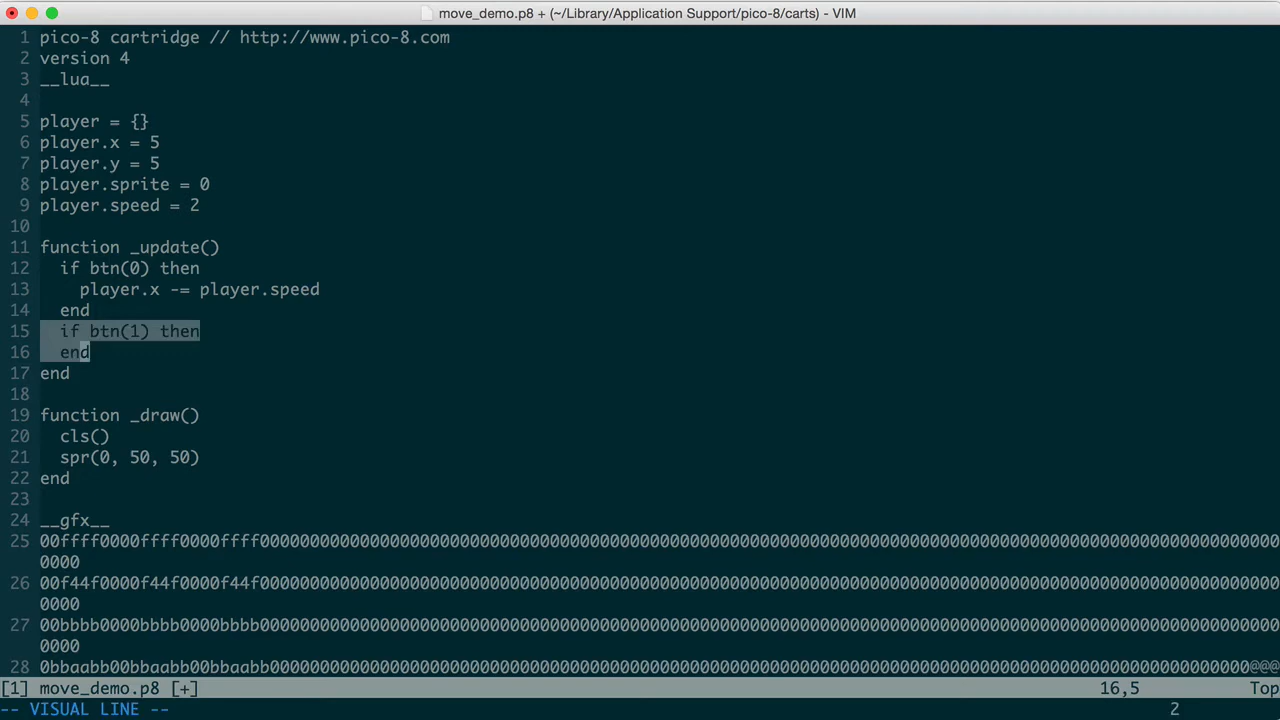 move_demo.p8 + (~/Library/Application Support/pico-8/carts) - VIM
1 pico-8 cartridge // http://www.pico-8.com
2 version 4
3 __lua__
4
5 player = {}
6 player.x = 5
7 player.y = 5
8 player.sprite = 0
9 player.speed = 2
10
11 function _update()
12   if btn(0) then
13     player.x -= player.speed
14   end
15   if btn(1) then
16   end
17 end
18
19 function _draw()
20   cls()
21   spr(0, 50, 50)
22 end
23
24 __gfx__
25 00ffff0000ffff0000ffff000000000000000000000000000000000000000000000000000000000000000000000000000000000000000000000000000000
0000
26 00f44f0000f44f0000f44f000000000000000000000000000000000000000000000000000000000000000000000000000000000000000000000000000000
0000
27 00bbbb0000bbbb0000bbbb000000000000000000000000000000000000000000000000000000000000000000000000000000000000000000000000000000
0000
28 0bbaabb00bbaabb00bbaabb00000000000000000000000000000000000000000000000000000000000000000000000000000000000000000000000000@@@
[1] move_demo.p8 [+] 16,5 Top
-- VISUAL LINE -- 2